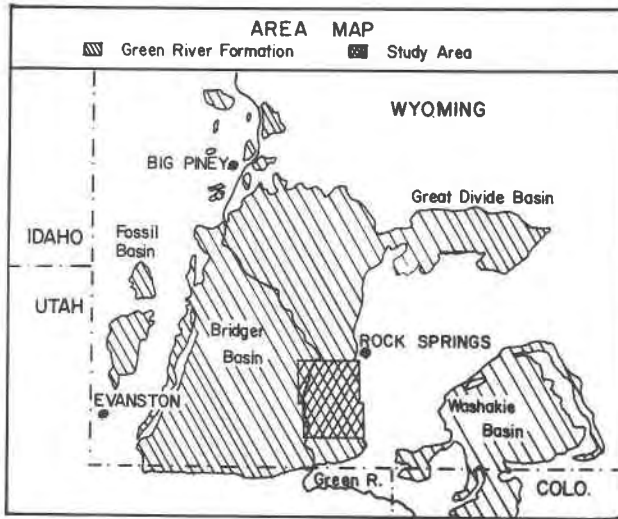 AREA MAP
Green River Formation
Study Area
WYOMING
BIG PINEY
Great Divide Basin
IDAHO
Fossil
Basin
UTAH
Bridger
Basin
ROCK SPRINGS
EVANSTON
Washakie
Basin
Green R.
COLO.